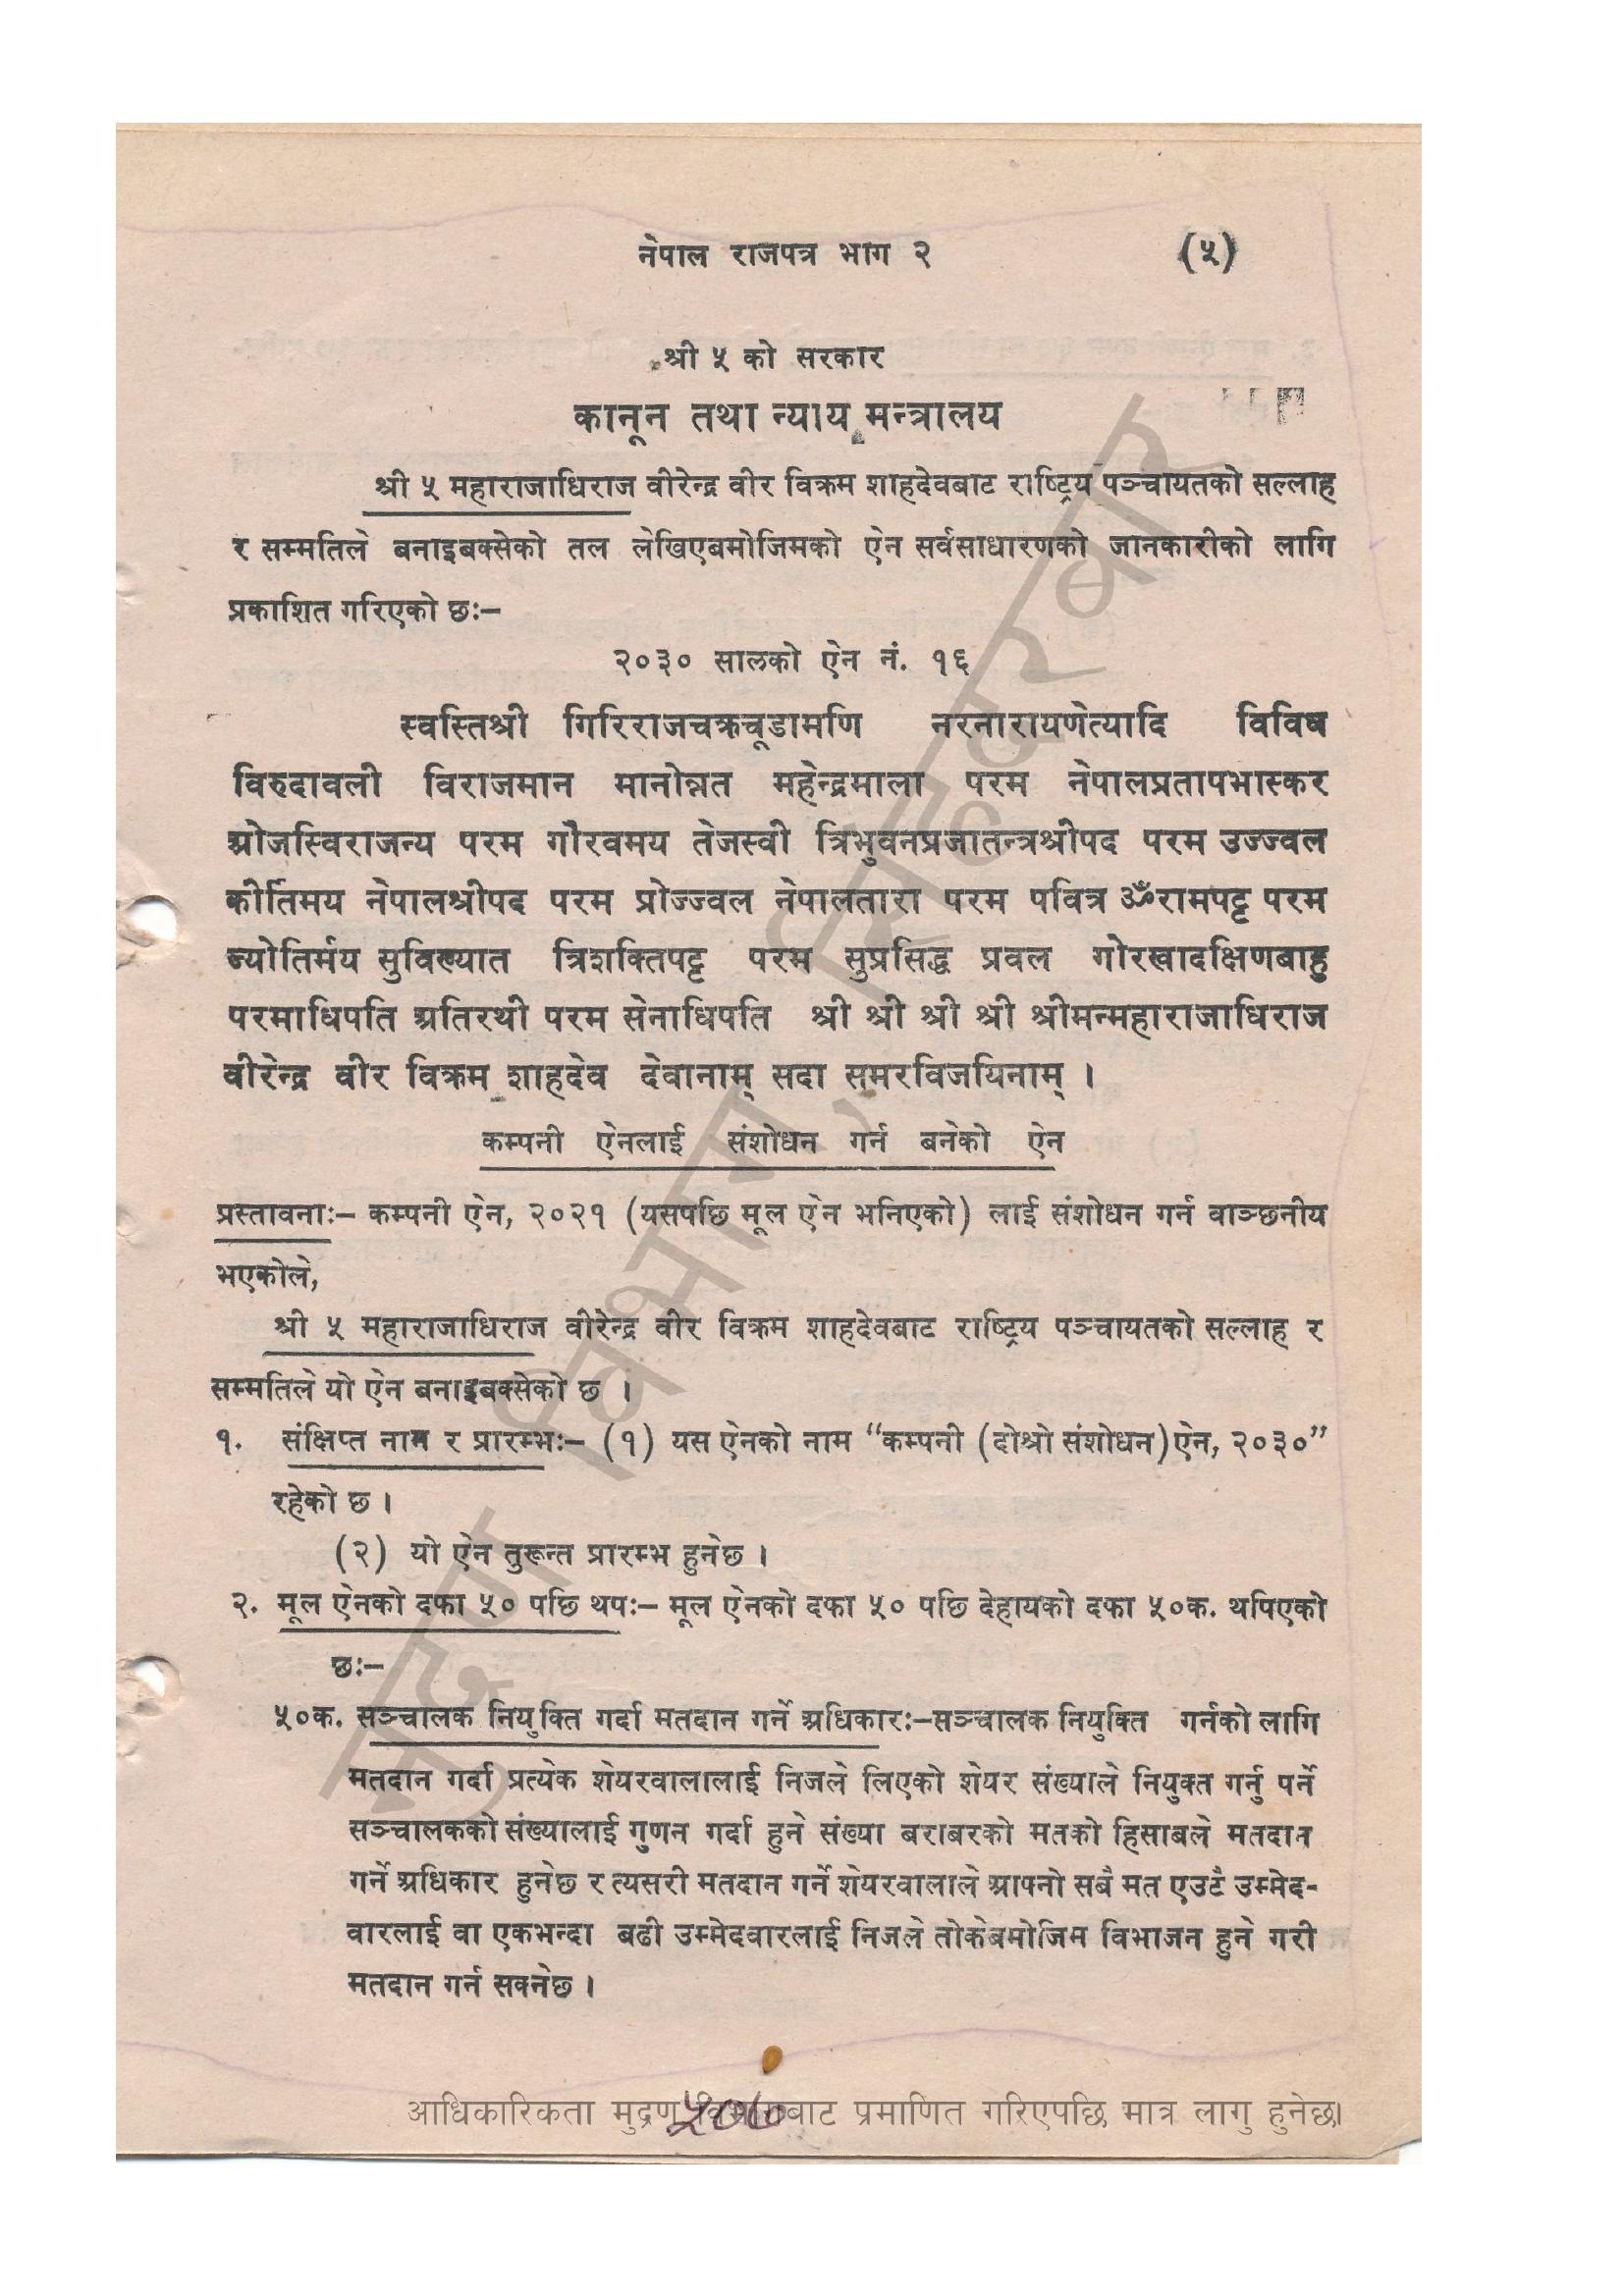 नेपाल राजपत्र भाग २ (५)
श्री ५ को सरकार
कानून तथा न्याय मन्त्रालय
श्री ५ महाराजाधिराज वीरेन्द्र वीर विक्रम शाहदेवबाट राष्ट्रिय पञ्चायतको सल्लाह
र सम्मतिले बनाइबक्सेको तल लेखिएबमोजिमको ऐन सर्वसाधारणको जानकारीको लागि
प्रकाशित गरिएको छः–
२०३० सालको ऐन नं. १६
स्वस्तिश्री गिरिराजचक्रचूडामणि नरनारायणेत्यादि विविध
विरुदावली विराजमान मानोन्नत महेन्द्रमाला परम नेपालप्रतापभास्कर
ओजस्विराजन्य परम गौरवमय तेजस्वी त्रिभुवनप्रजातन्त्रश्रीपद परम उज्ज्वल
कीर्तिमय नेपालश्रीपद परम प्रोज्ज्वल नेपालतारा परम पवित्र ॐरामपट्ट परम
ज्योतिर्मय सुविख्यात त्रिशक्तिपट्ट परम सुप्रसिद्ध प्रवल गोरखादक्षिणबाहु
परमाधिपति अतिरथी परम सेनाधिपति श्री श्री श्री श्री श्रीमन्महाराजाधिराज
वीरेन्द्र वीर विक्रम शाहदेव देवानाम् सदा समरविजयिनाम् ।
कम्पनी ऐनलाई संशोधन गर्न बनेको ऐन
प्रस्तावनाः– कम्पनी ऐन, २०२१ (यसपछि मूल ऐन भनिएको) लाई संशोधन गर्न वाञ्छनीय
भएकोले,
श्री ५ महाराजाधिराज वीरेन्द्र वीर विक्रम शाहदेवबाट राष्ट्रिय पञ्चायतको सल्लाह र
सम्मतिले यो ऐन बनाइबक्सेको छ ।
१. संक्षिप्त नाम र प्रारम्भः– (१) यस ऐनको नाम “कम्पनी (दोश्रो संशोधन) ऐन, २०३०”
रहेको छ ।
(२) यो ऐन तुरून्त प्रारम्भ हुनेछ ।
२. मूल ऐनको दफा ५० पछि थपः– मूल ऐनको दफा ५० पछि देहायको दफा ५०क. थपिएको
छः–
५०क. सञ्चालक नियुक्ति गर्दा मतदान गर्ने अधिकारः–सञ्चालक नियुक्ति गर्नको लागि
मतदान गर्दा प्रत्येक शेयरवालालाई निजले लिएको शेयर संख्याले नियुक्त गर्नु पर्ने
सञ्चालकको संख्यालाई गुणन गर्दा हुने संख्या बराबरको मतको हिसाबले मतदान
गर्ने अधिकार हुनेछ र त्यसरी मतदान गर्ने शेयरवालाले आपनो सबै मत एउटै उम्मेद-
वारलाई वा एकभन्दा बढी उम्मेदवारलाई निजले तोकेबमोजिम विभाजन हुने गरी
मतदान गर्न सक्नेछ ।
मुद्रण विभाग, सिंहदरबार
आधिकारिकता मुद्रण विभागबाट प्रमाणित गरिएपछि मात्र लागु हुनेछ।